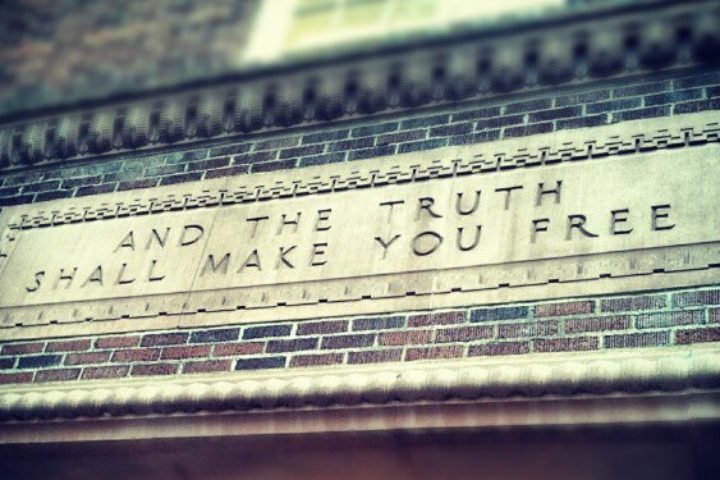 AND THE TRUTH
SHALL MAKE YOU FREE